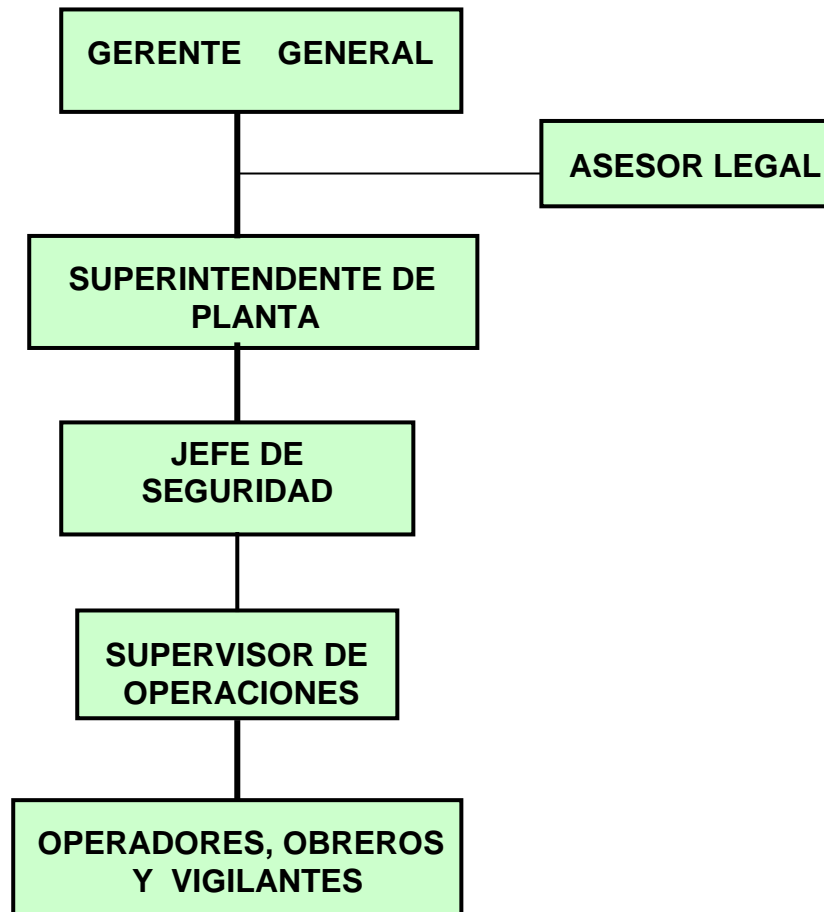 GERENTE GENERAL
ASESOR LEGAL
SUPERINTENDENTE DE
PLANTA
JEFE DE
SEGURIDAD
SUPERVISOR DE
OPERACIONES
OPERADORES, OBREROS
Y VIGILANTES